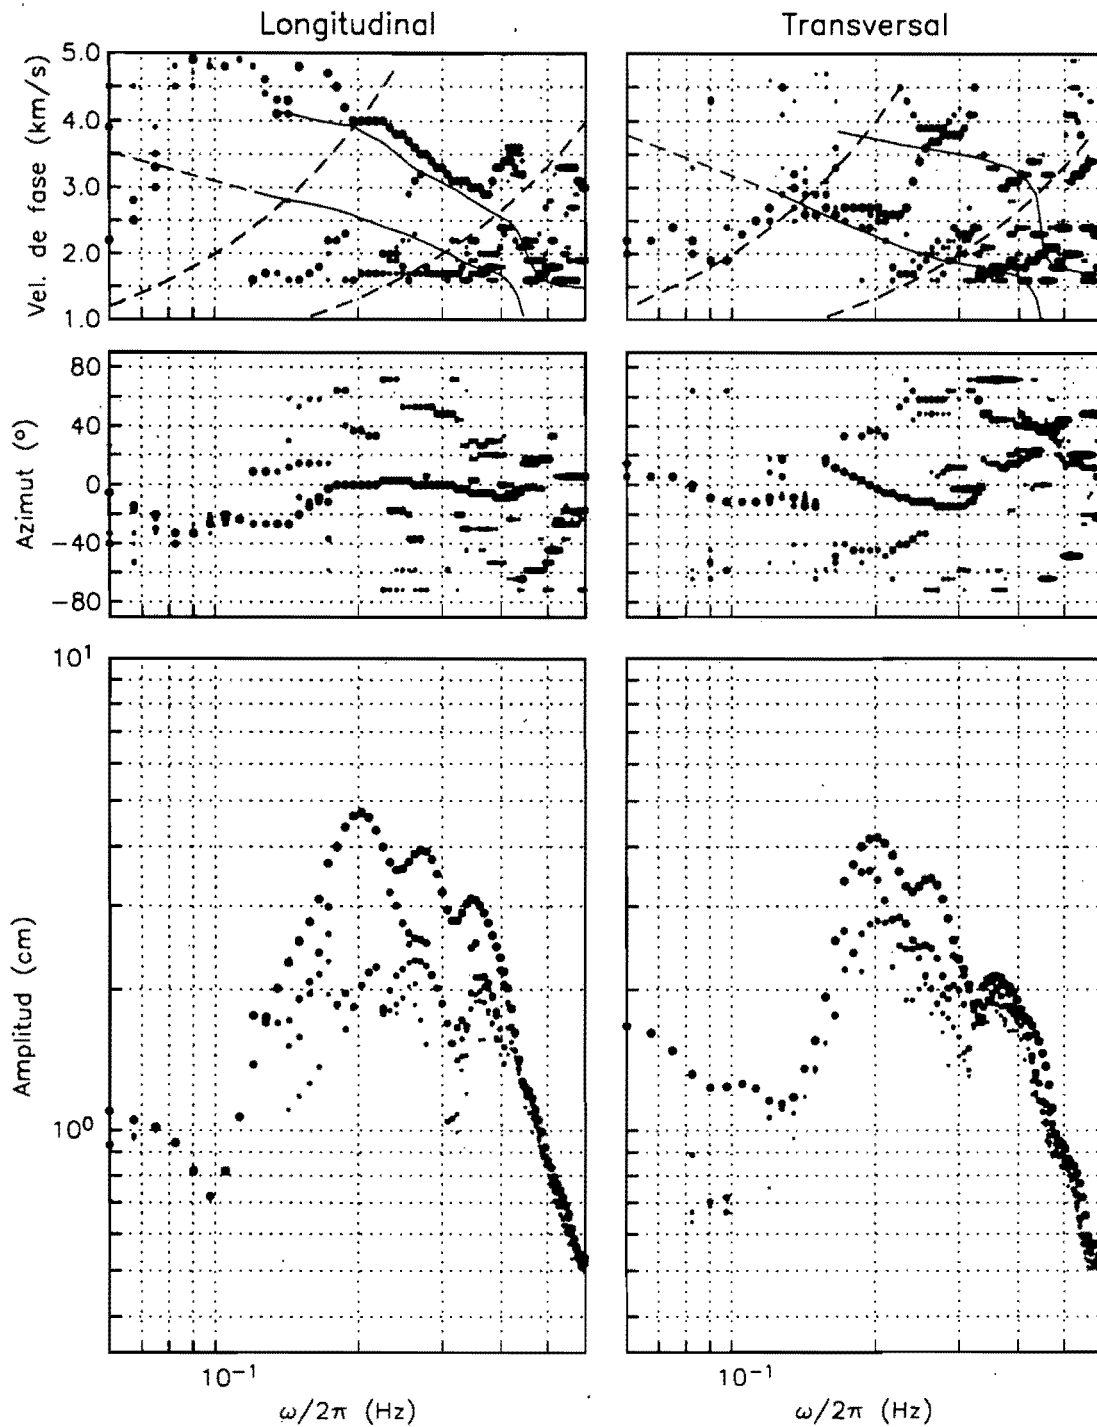 Longitudinal
Transversal
Vel. de fase (km/s)
5.0
4.0
3.0
2.0
1.0
Azimut (°)
80
40
0
−40
−80
Amplitud (cm)
10¹
10⁰
10⁻¹
10⁻¹
ω/2π (Hz)
ω/2π (Hz)